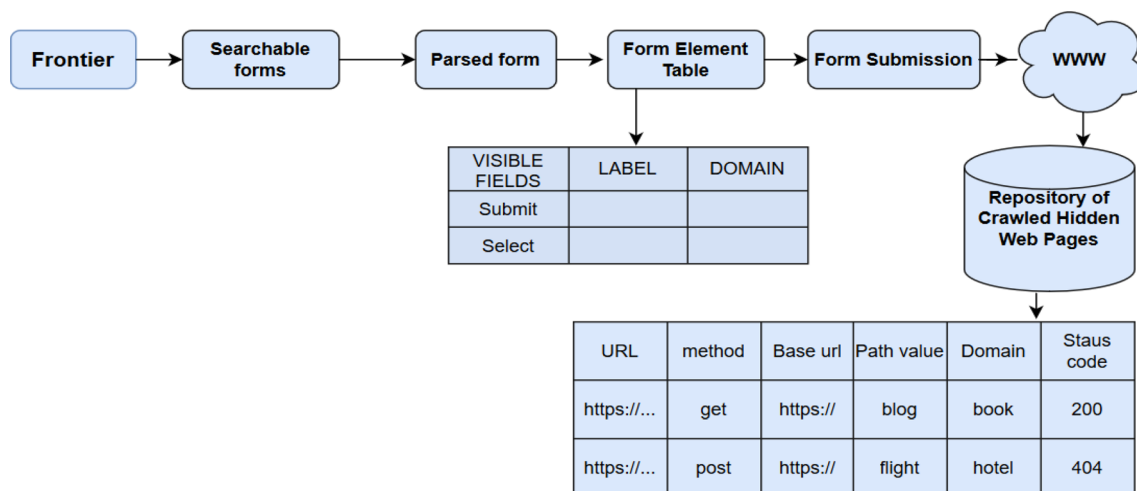 Frontier
Searchable
forms
Parsed form
Form Element
Table
Form Submission
WWW
VISIBLE
FIELDS
LABEL
DOMAIN
Submit
Select
Repository of
Crawled Hidden
Web Pages
URL
method
Base url
Path value
Domain
Staus
code
https://...
get
https://
blog
book
200
https://...
post
https://
flight
hotel
404